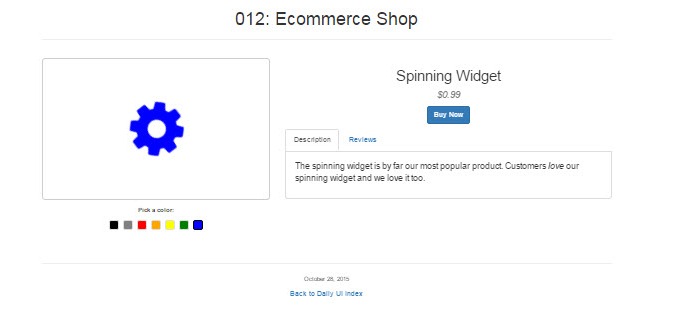 012: Ecommerce Shop
Spinning Widget
$0.99
Buy Now
Description Reviews
The spinning widget is by far our most popular product. Customers love our
spinning widget and we love it too.
Pick a color:
October 28, 2015
Back to Daily UI Index